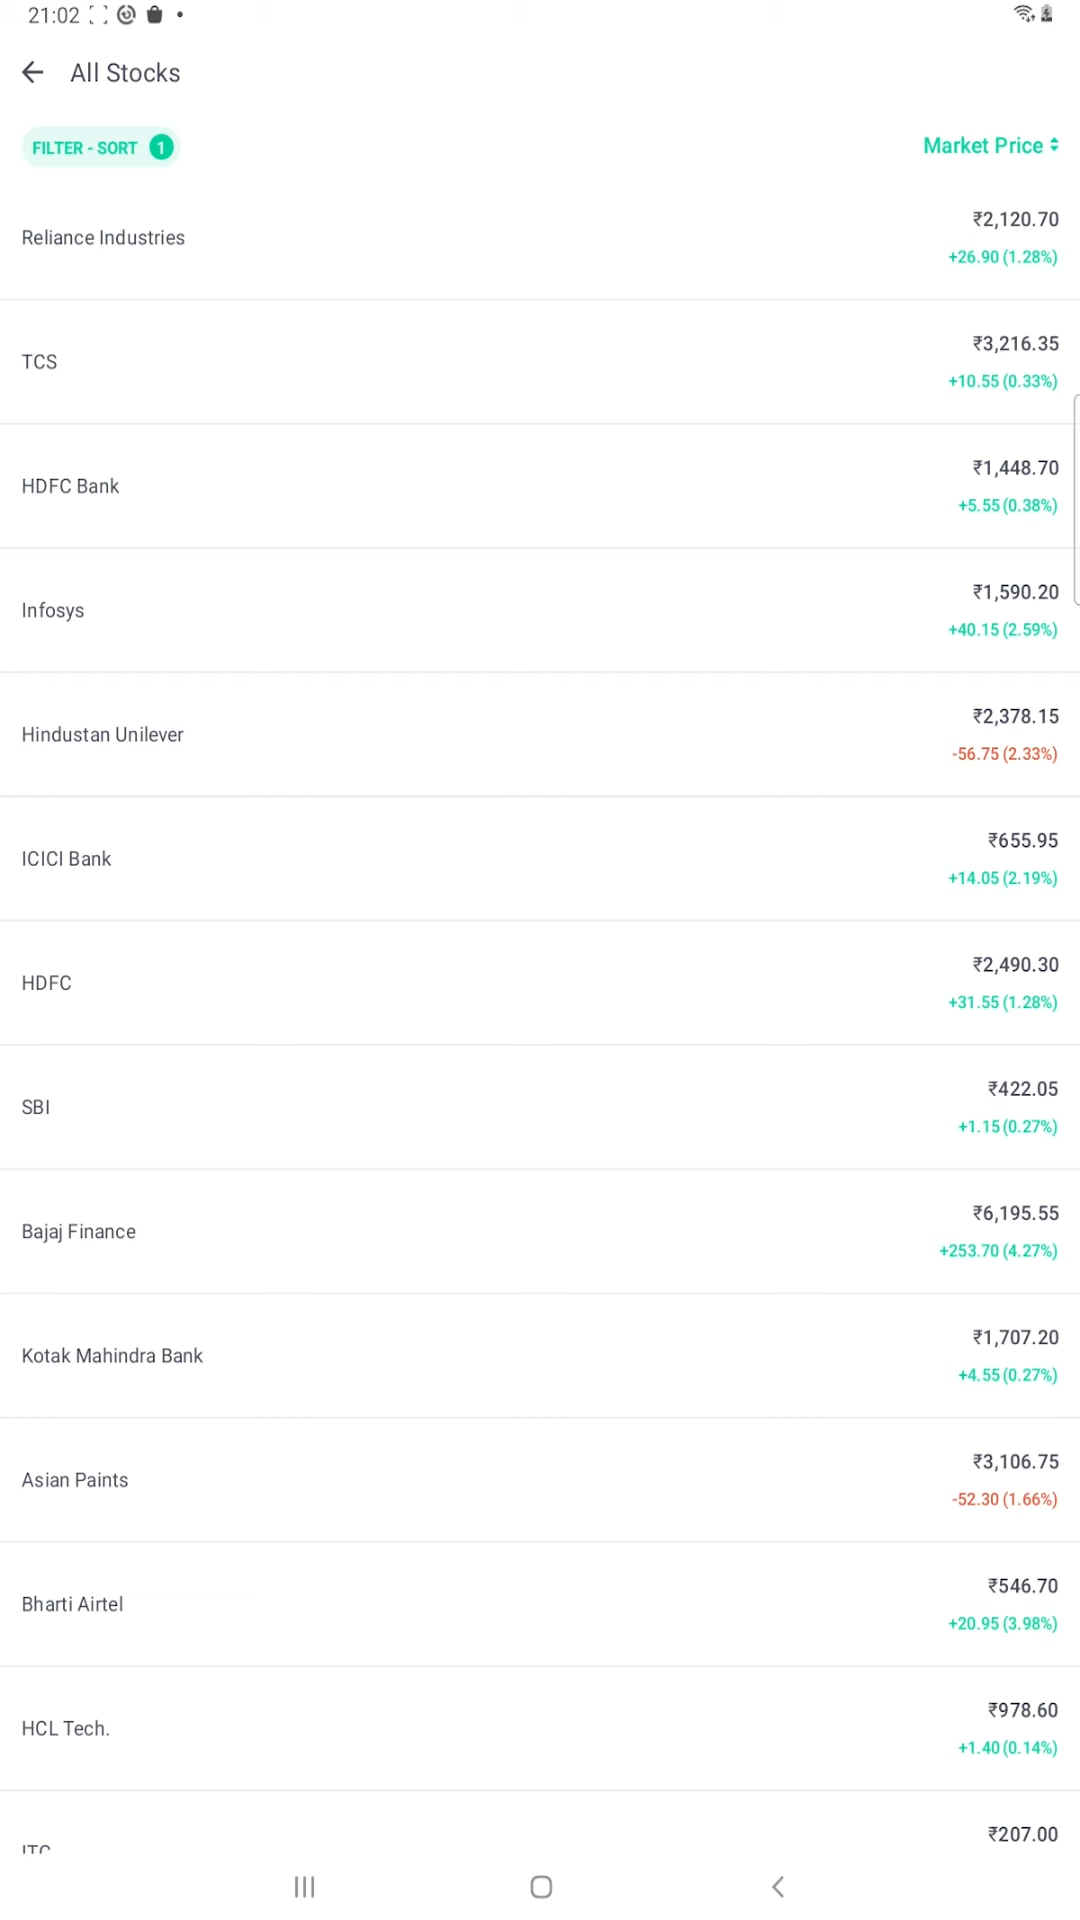 21:02
All Stocks
FILTER - SORT 1
Market Price
Reliance Industries
₹2,120.70
+26.90 (1.28%)
TCS
₹3,216.35
+10.55 (0.33%)
HDFC Bank
₹1,448.70
+5.55 (0.38%)
Infosys
₹1,590.20
+40.15 (2.59%)
Hindustan Unilever
₹2,378.15
-56.75 (2.33%)
ICICI Bank
₹655.95
+14.05 (2.19%)
HDFC
₹2,490.30
+31.55 (1.28%)
SBI
₹422.05
+1.15 (0.27%)
Bajaj Finance
₹6,195.55
+253.70 (4.27%)
Kotak Mahindra Bank
₹1,707.20
+4.55 (0.27%)
Asian Paints
₹3,106.75
-52.30 (1.66%)
Bharti Airtel
₹546.70
+20.95 (3.98%)
HCL Tech.
₹978.60
+1.40 (0.14%)
ITC
₹207.00